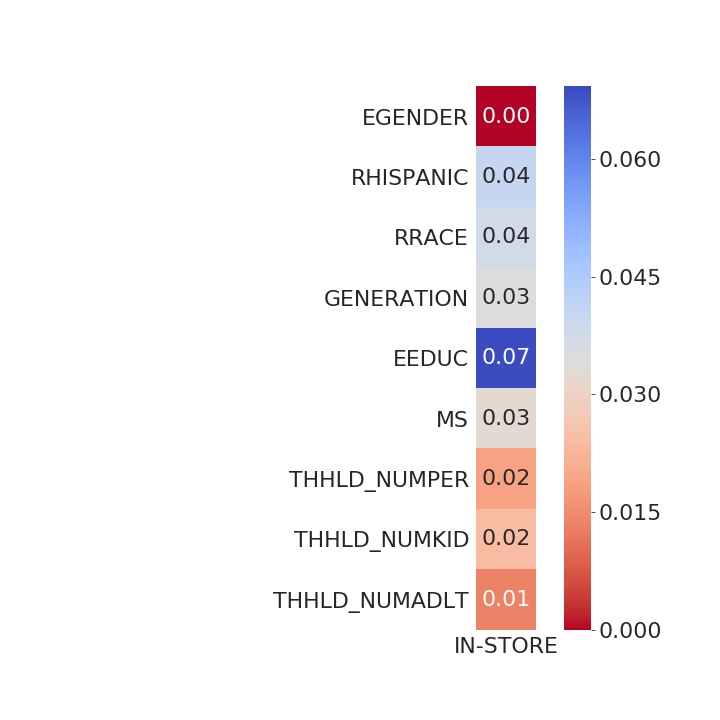 EGENDER 0.00
RHISPANIC 0.04
RRACE 0.04
GENERATION 0.03
EEDUC 0.07
MS 0.03
THHLD_NUMPER 0.02
THHLD_NUMKID 0.02
THHLD_NUMADLT 0.01
IN-STORE
0.060
0.045
0.030
0.015
0.000